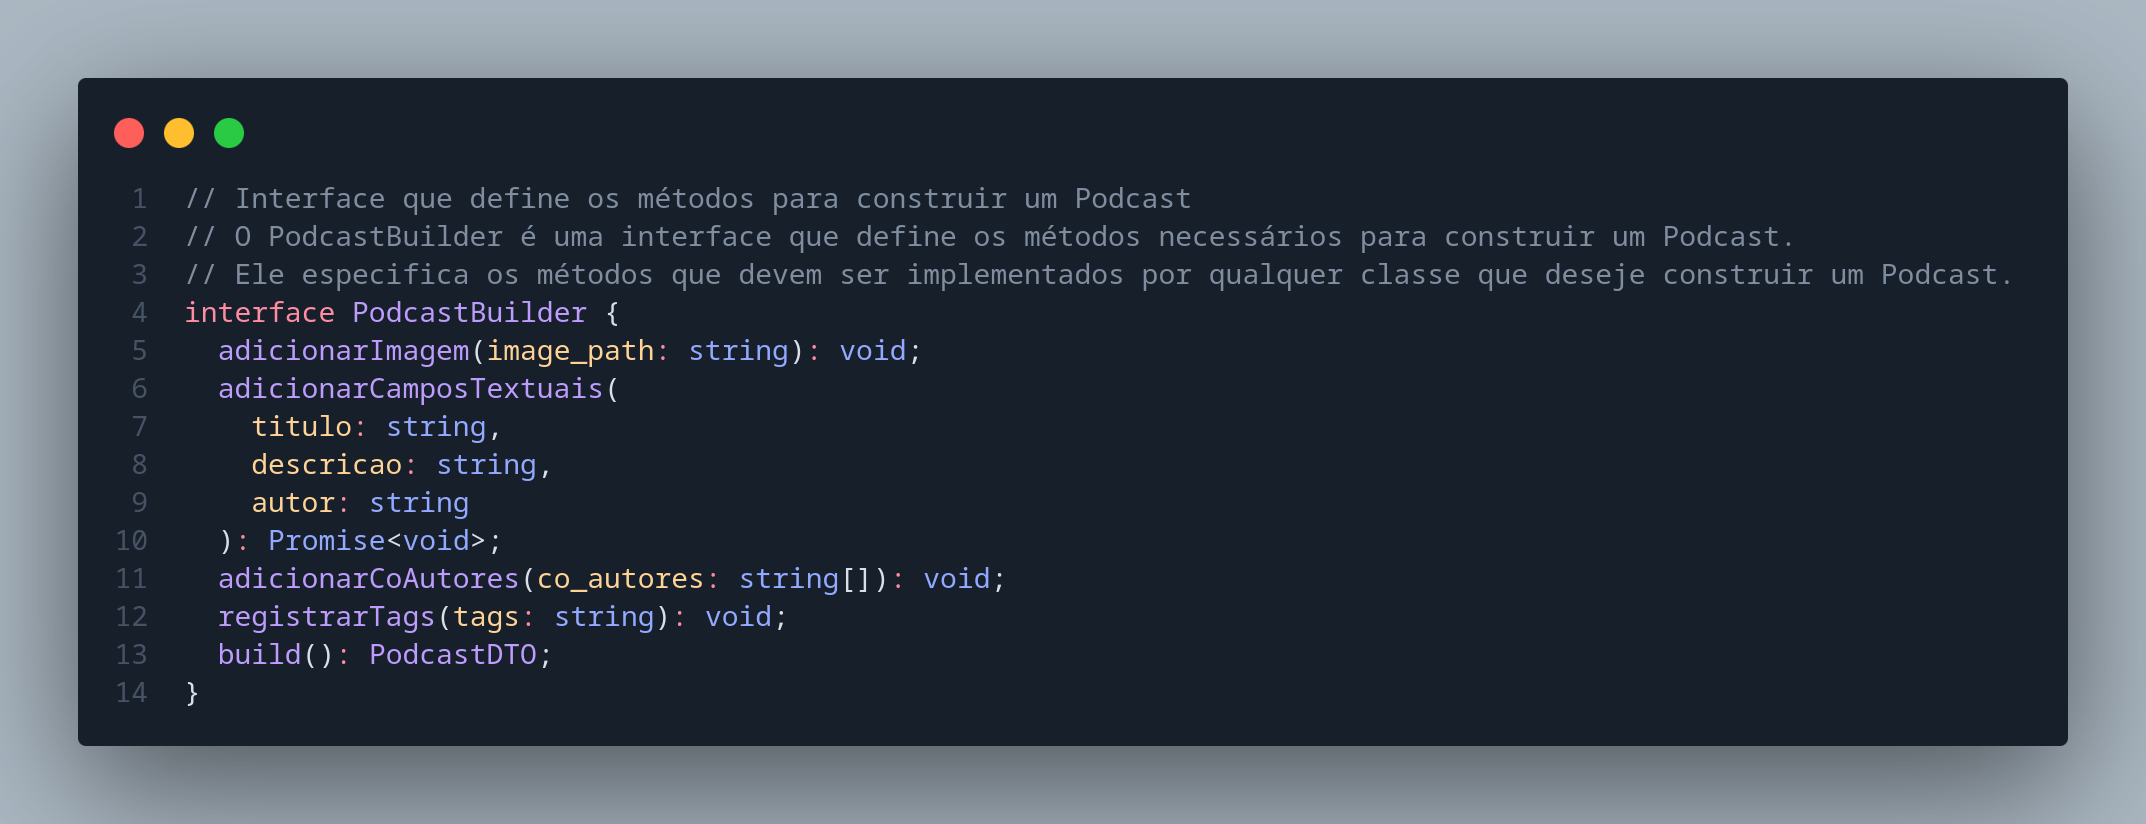 1 // Interface que define os métodos para construir um Podcast
2 // O PodcastBuilder é uma interface que define os métodos necessários para construir um Podcast.
3 // Ele especifica os métodos que devem ser implementados por qualquer classe que deseje construir um Podcast.
4 interface PodcastBuilder {
5   adicionarImagem(image_path: string): void;
6   adicionarCamposTextuais(
7     titulo: string,
8     descricao: string,
9     autor: string
10   ): Promise<void>;
11   adicionarCoAutores(co_autores: string[]): void;
12   registrarTags(tags: string): void;
13   build(): PodcastDTO;
14 }